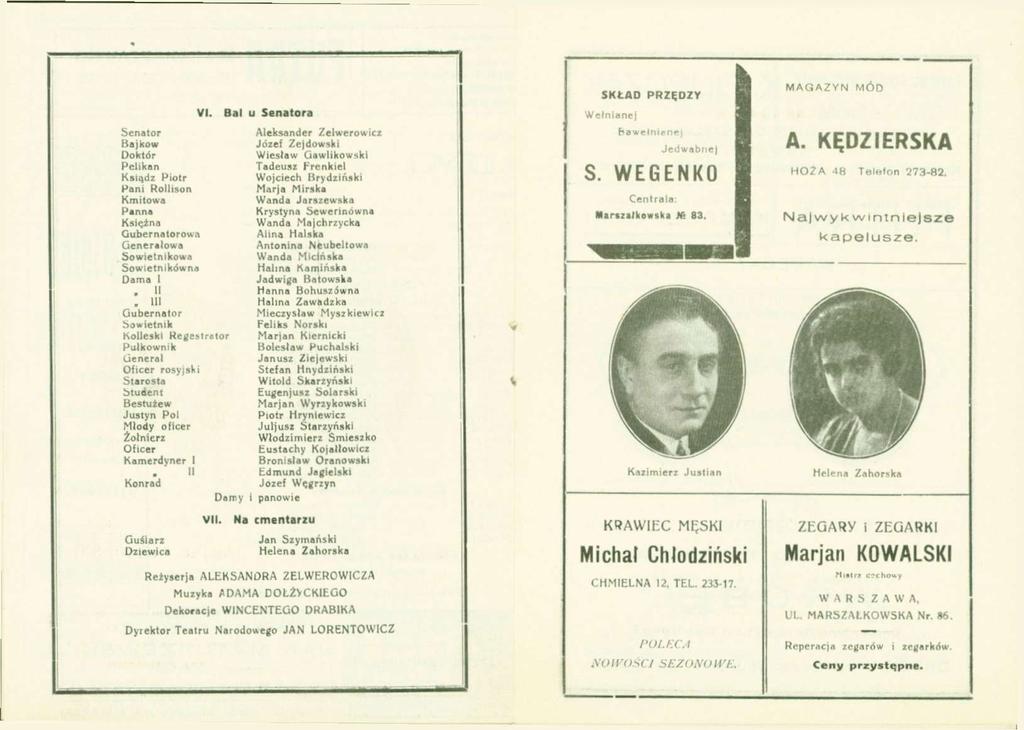 VI. Bal u Senatora
Senator Aleksander Zelwerowicz
Bajkow Józef Zejdowski
Doktór Wiesław Gawlikowski
Pelikan Tadeusz Frenkiel
Ksiądz Piotr Wojciech Brydziński
Pani Rollison Marja Mirska
Kmitowa Wanda Jarszewska
Panna Krystyna Sewerinówna
Księżna Wanda Majchrzycka
Gubernatorowa Alina Halska
Generałowa Antonina Neubeltowa
Sowietnikowa Wanda Micińska
Sowietnikówna Halina Kamińska
Dama I Jadwiga Batowska
„ II Hanna Bohuszówna
„ III Halina Zawadzka
Gubernator Mieczysław Myszkiewicz
Sowietnik Feliks Norski
Kolleski Regestrator Marjan Kiernicki
Pułkownik Bolesław Puchalski
Generał Janusz Ziejewski
Oficer rosyjski Stefan Hnydziński
Starosta Witold Skarzyński
Student Eugenjusz Solarski
Bestużew Marjan Wyrzykowski
Justyn Pol Piotr Hryniewicz
Młody oficer Juljusz Starzyński
Żołnierz Włodzimierz Smieszko
Oficer Eustachy Kojałłowicz
Kamerdyner I Bronisław Oranowski
„ II Edmund Jagielski
Konrad Józef Węgrzyn
Damy i panowie
VII. Na cmentarzu
Guślarz Jan Szymański
Dziewica Helena Zahorska
Reżyserja ALEKSANDRA ZELWEROWICZA
Muzyka ADAMA DOŁŻYCKIEGO
Dekoracje WINCENTEGO DRABIKA
Dyrektor Teatru Narodowego JAN LORENTOWICZ
SKŁAD PRZĘDZY
Wełnianej
Bawełnianej
Jedwabnej
S. WEGENKO
Centrala:
Marszałkowska № 83.
MAGAZYN MÓD
A. KĘDZIERSKA
HOŻA 48 Telefon 273-82.
Najwykwintniejsze
kapelusze.
Kazimierz Justian
Helena Zahorska
KRAWIEC MĘSKI
Michał Chłodziński
CHMIELNA 12, TEL. 233-17.
POLECA
NOWOŚCI SEZONOWE.
ZEGARY i ZEGARKI
Marjan KOWALSKI
Mistrz cechowy
WARSZAWA,
UL. MARSZAŁKOWSKA Nr. 86.
Reperacja zegarów i zegarków.
Ceny przystępne.